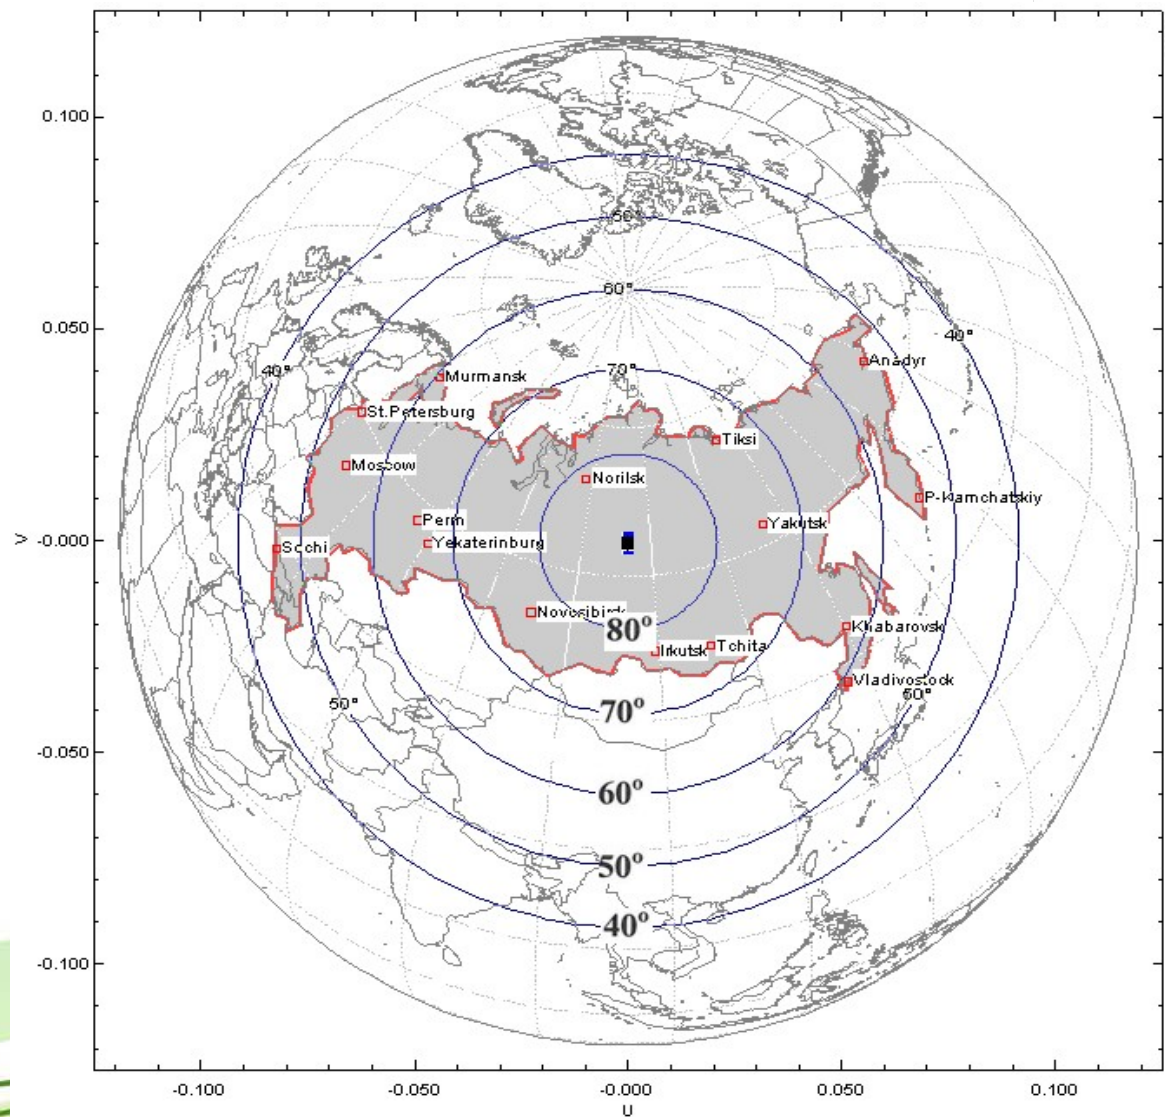 0.100
50°
60°
0.050
40°
70°
40°
Anadyr
Murmansk
St.Petersburg
Tiksi
Moscow
Norilsk
P-Kamchatskiy
Perm
Yakutsk
V
-0.000
Yekaterinburg
Sochi
Novosibirsk
80°
Khabarovsk
Irkutsk
Tchita
Vladivostock
50°
50°
70°
-0.050
60°
50°
40°
-0.100
-0.100
-0.050
-0.000
0.050
0.100
U